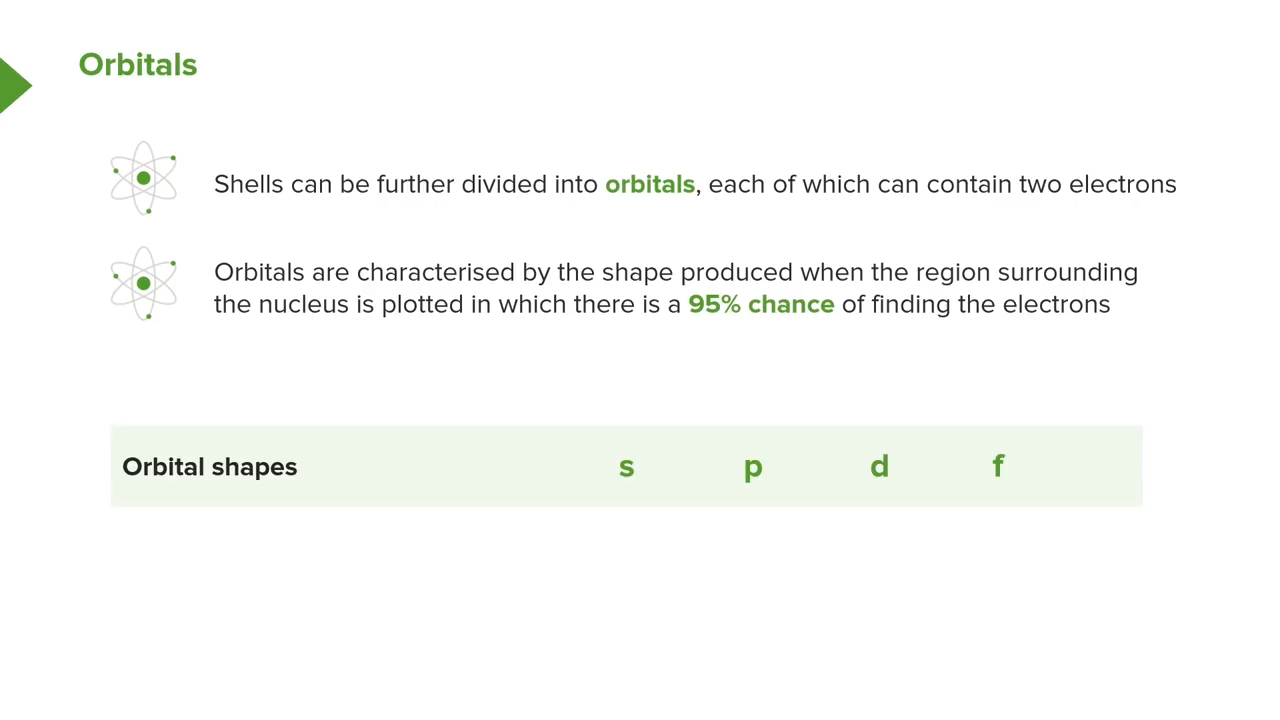 Orbitals
Shells can be further divided into orbitals, each of which can contain two electrons
Orbitals are characterised by the shape produced when the region surrounding
the nucleus is plotted in which there is a 95% chance of finding the electrons
Orbital shapes s p d f